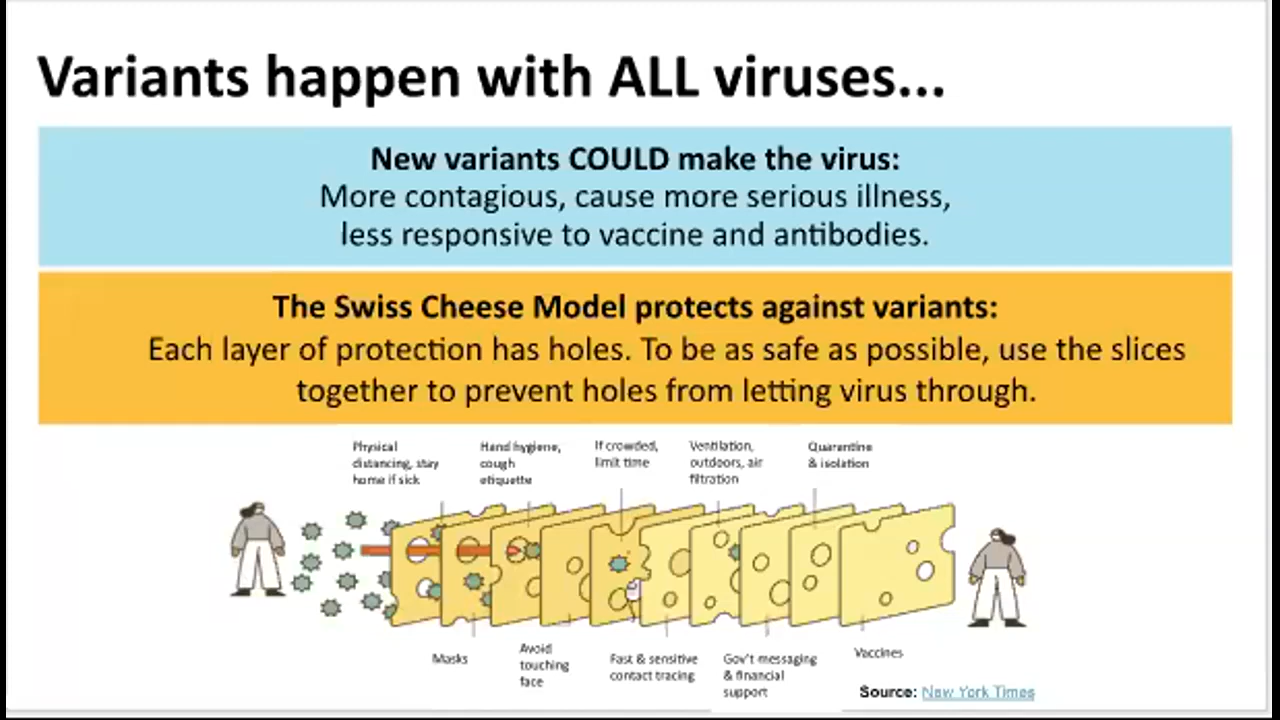 Variants happen with ALL viruses...
New variants COULD make the virus:
More contagious, cause more serious illness,
less responsive to vaccine and antibodies.
The Swiss Cheese Model protects against variants:
Each layer of protection has holes. To be as safe as possible, use the slices
together to prevent holes from letting virus through.
Physical
distancing, stay
home if sick
Hand hygiene,
cough
etiquette
If crowded,
limit time
Ventilation,
outdoors, air
filtration
Quarantine
& isolation
Masks
Avoid
touching
face
Fast & sensitive
contact tracing
Gov't messaging
& financial
support
Vaccines
Source: New York Times